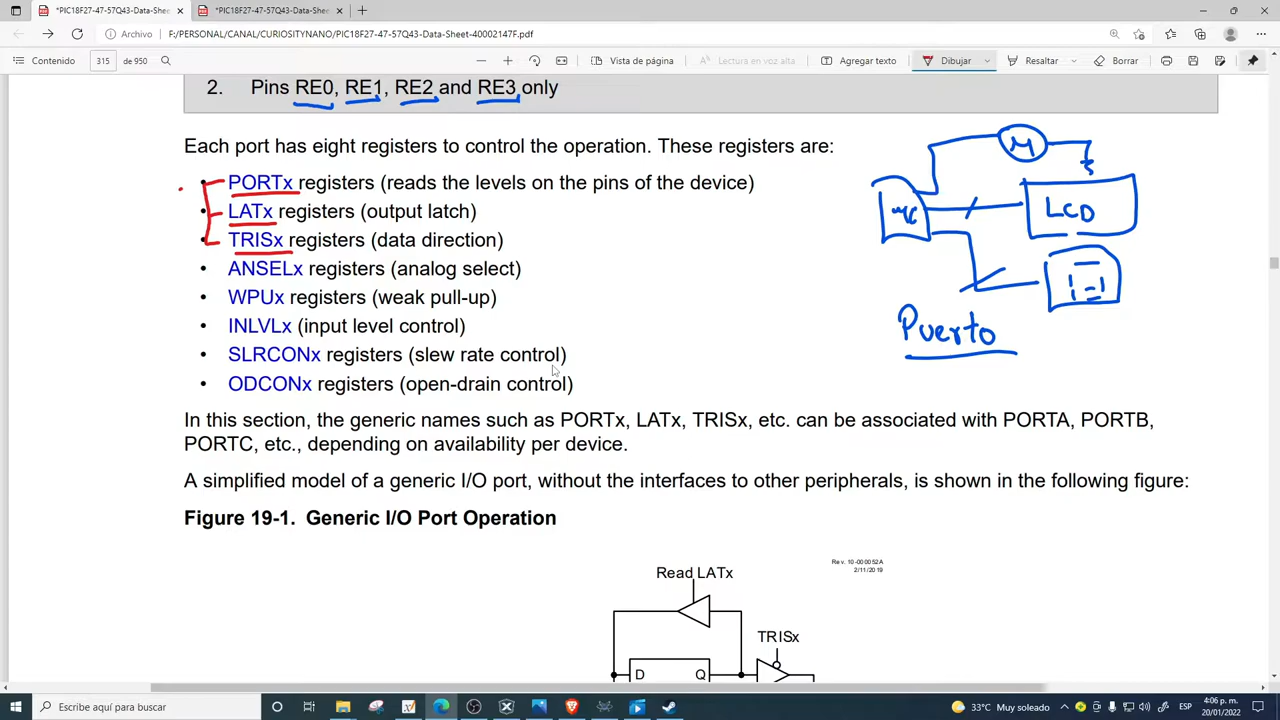 *PIC18F27-47-57Q43-Data-Shee
*PIC18F27-47-57Q43-Data-Shee
Archivo
F:/PERSONAL/CANAL/CURIOSITYNANO/PIC18F27-47-57Q43-Data-Sheet-40002147F.pdf
Contenido
315
de 950
Vista de página
Lectura en voz alta
Agregar texto
Dibujar
Resaltar
Borrar
2. Pins RE0, RE1, RE2 and RE3 only
Each port has eight registers to control the operation. These registers are:
• PORTx registers (reads the levels on the pins of the device)
• LATx registers (output latch)
• TRISx registers (data direction)
• ANSELx registers (analog select)
• WPUx registers (weak pull-up)
• INLVLx (input level control)
• SLRCONx registers (slew rate control)
• ODCONx registers (open-drain control)
M
LCD
Puerto
In this section, the generic names such as PORTx, LATx, TRISx, etc. can be associated with PORTA, PORTB,
PORTC, etc., depending on availability per device.
A simplified model of a generic I/O port, without the interfaces to other peripherals, is shown in the following figure:
Figure 19-1. Generic I/O Port Operation
Rev. 10-000052A
2/11/2019
Read LATx
TRISx
D
Q
Escribe aquí para buscar
33°C Muy soleado
ESP
4:06 p. m.
20/01/2022